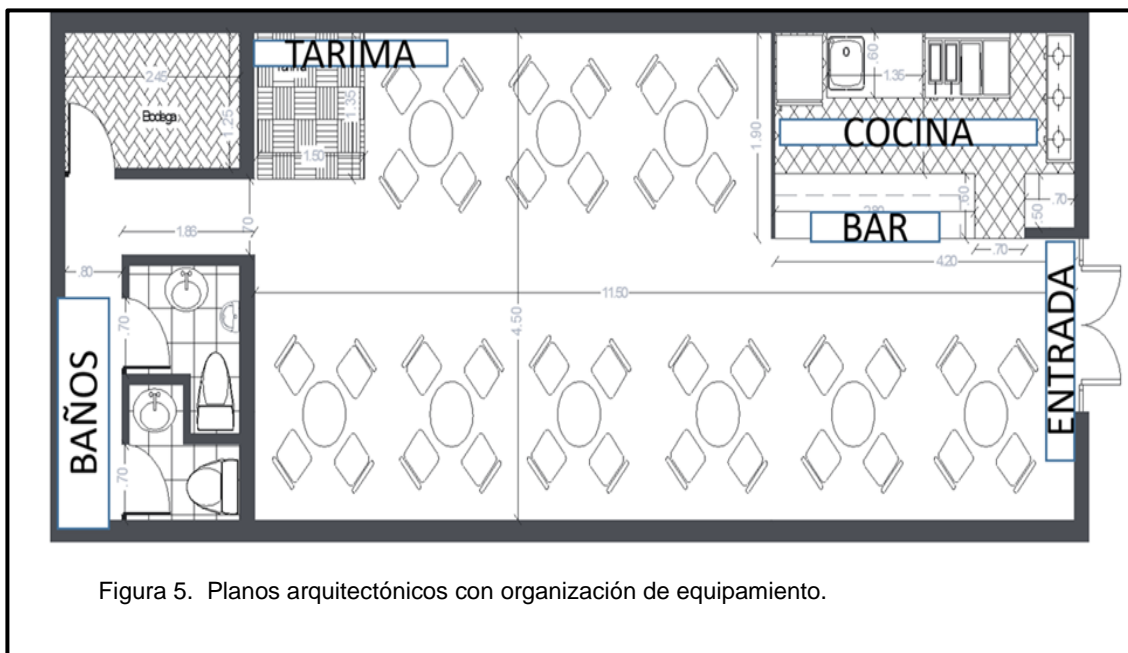 TARIMA
2.45
Bodega
1.25
1.35
1.50
.60
1.35
COCINA
1.90
.60
BAR
.50
.70
.70
4.20
1.86
.70
.80
11.50
4.50
ENTRADA
BAÑOS
.70
.70
Figura 5. Planos arquitectónicos con organización de equipamiento.